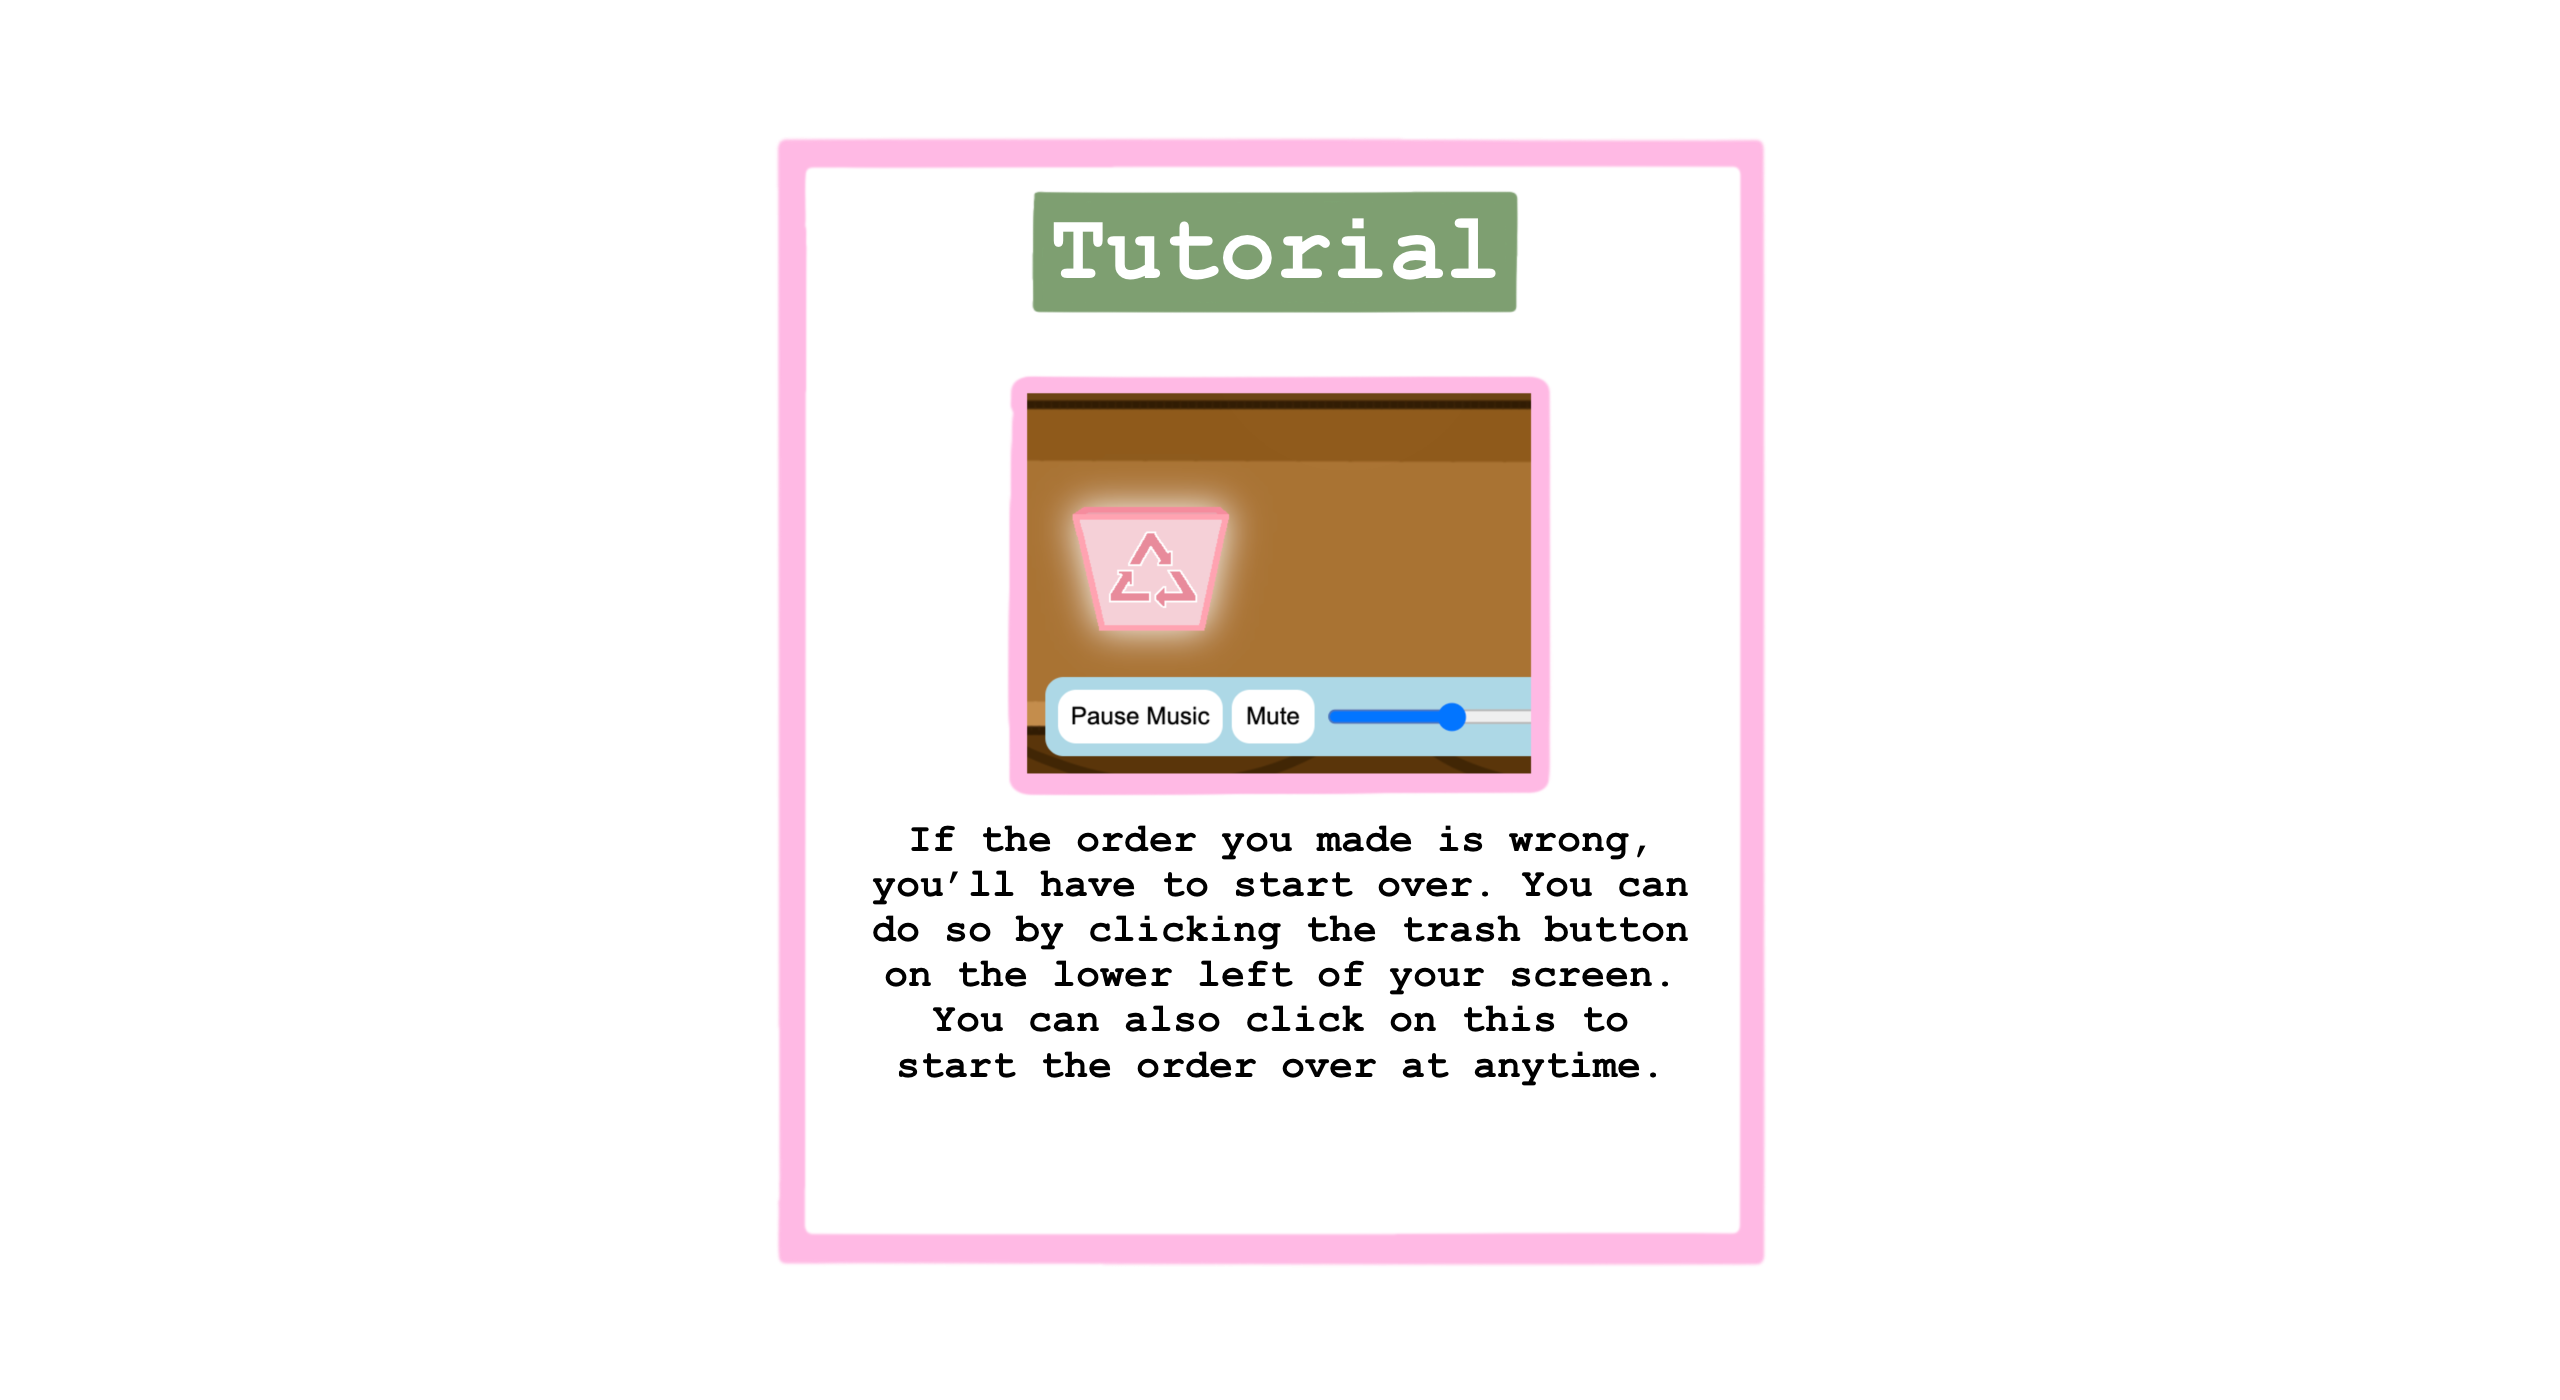 Tutorial
Pause Music
Mute
If the order you made is wrong,
you’ll have to start over. You can
do so by clicking the trash button
on the lower left of your screen.
You can also click on this to
start the order over at anytime.